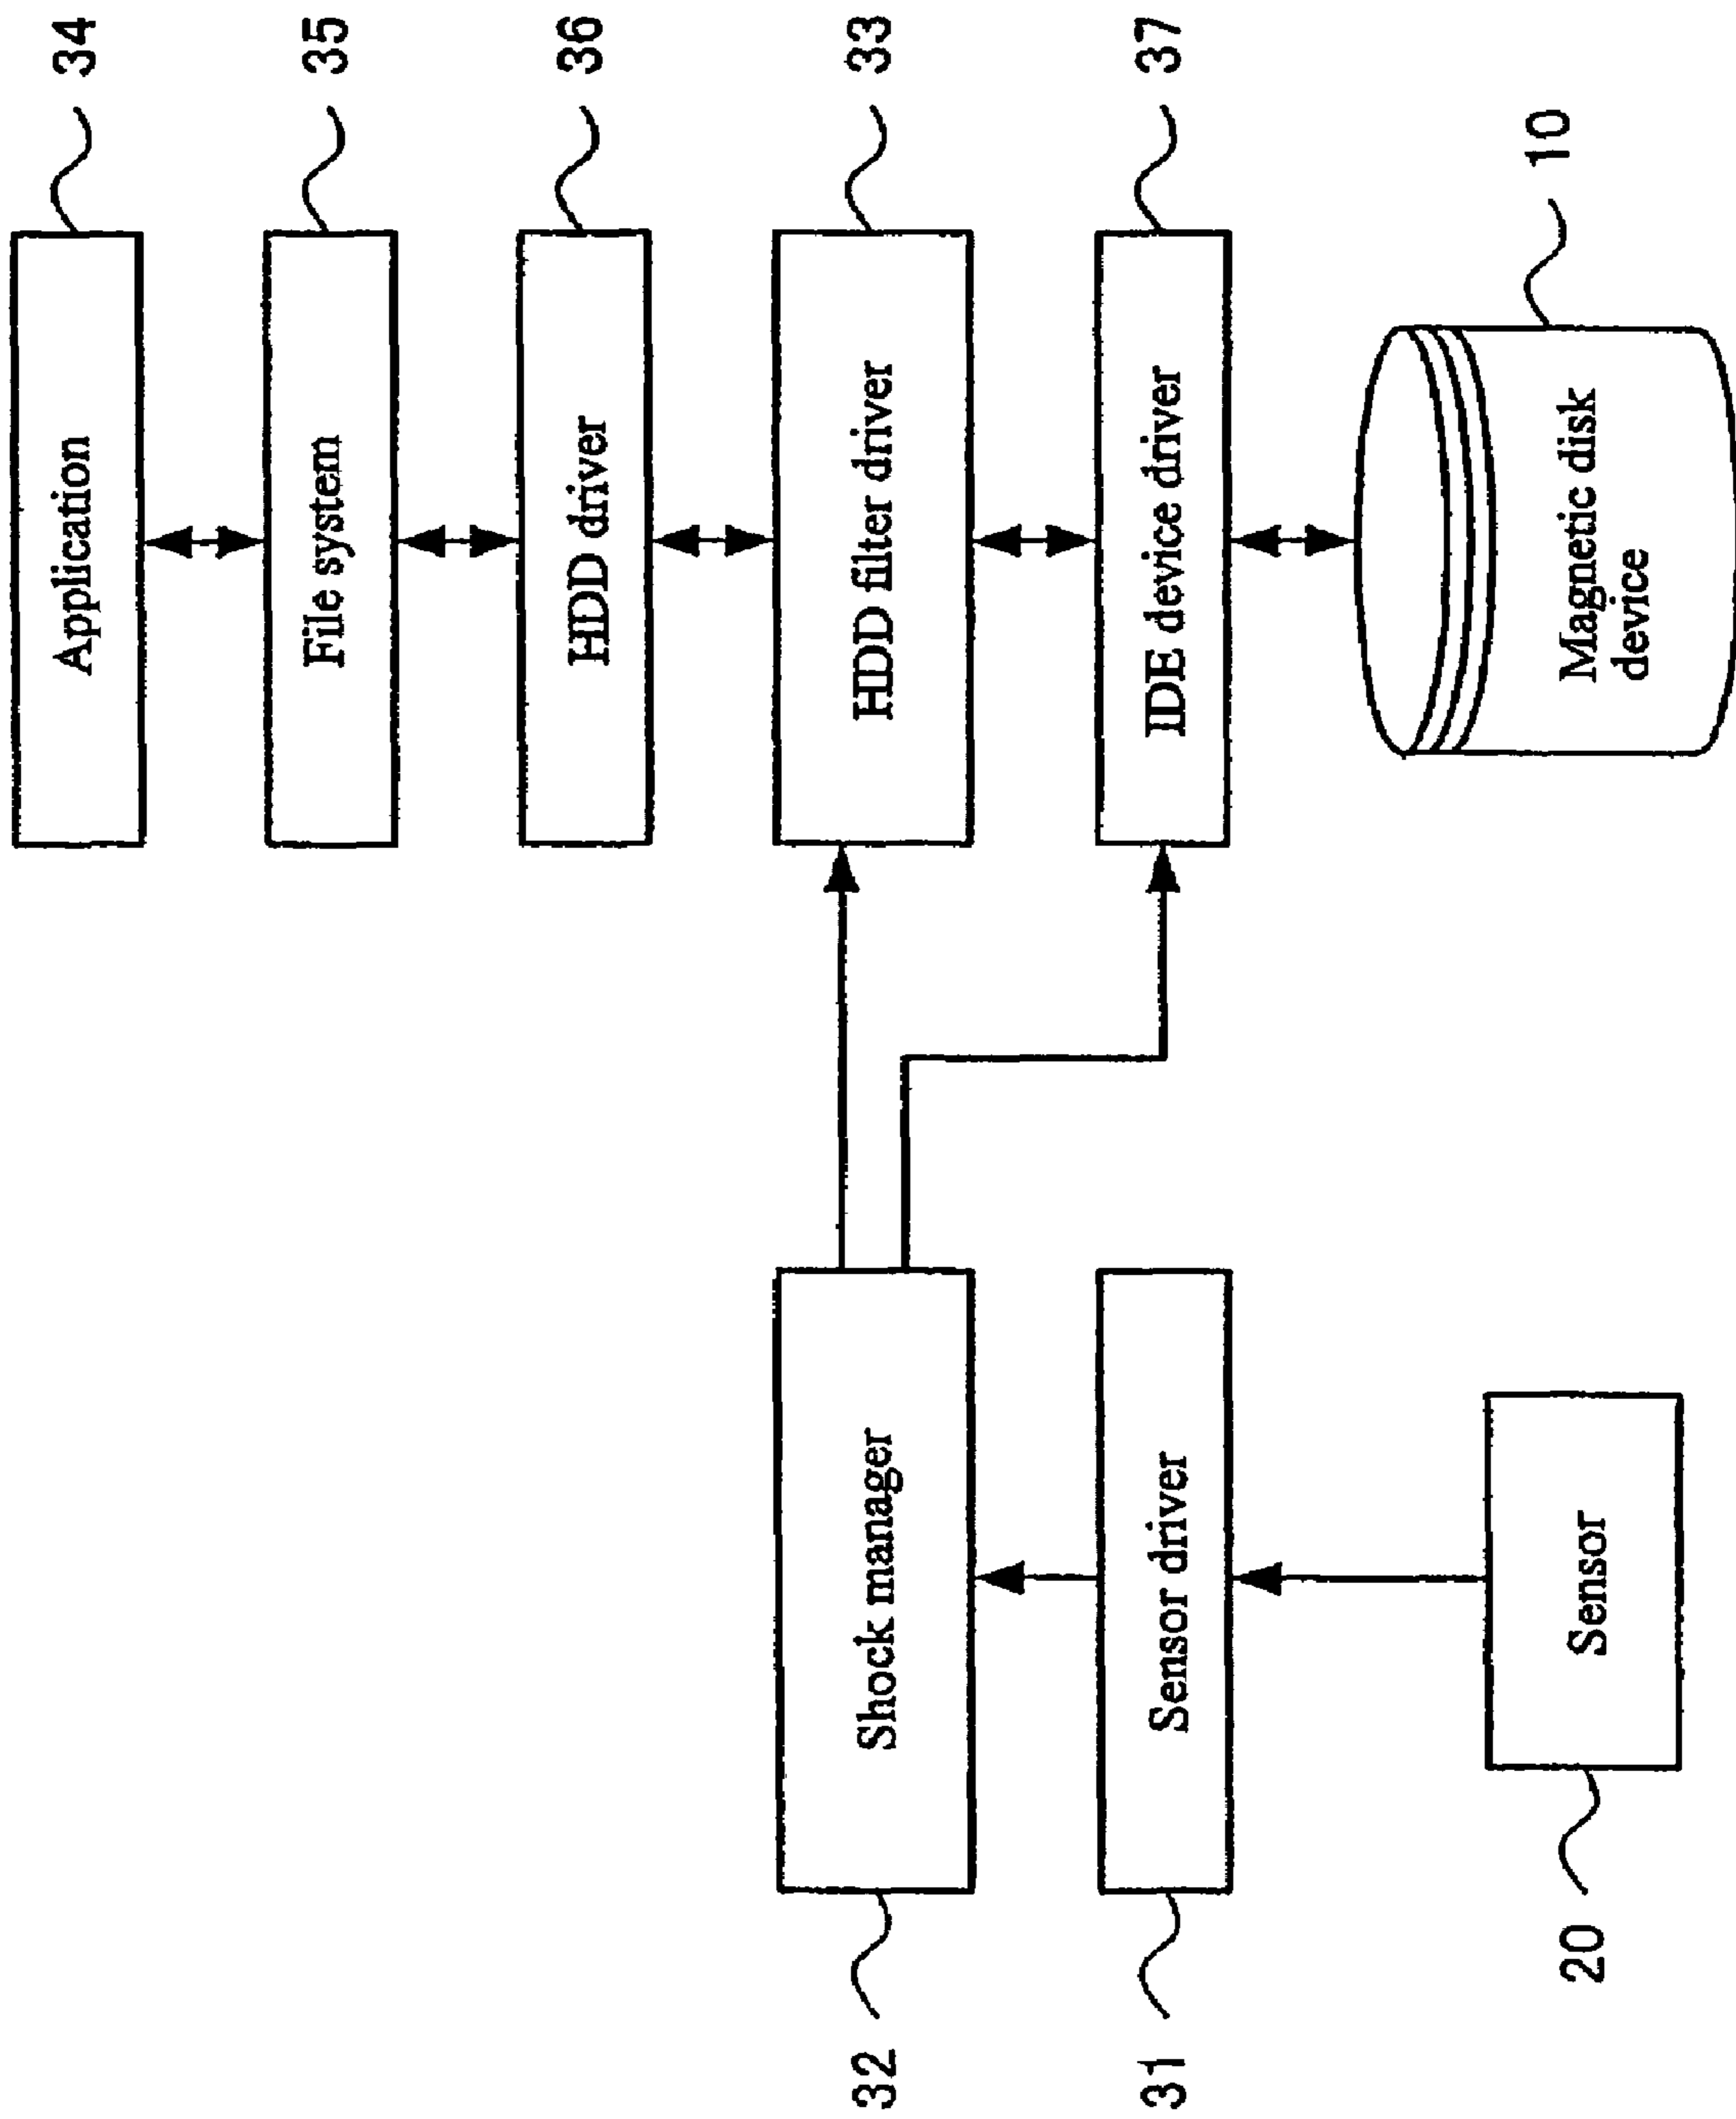 Application
34
File system
35
HDD driver
36
Shock manager
32
HDD filter driver
33
Sensor driver
31
IDE device driver
37
Sensor
20
Magnetic disk
device
10